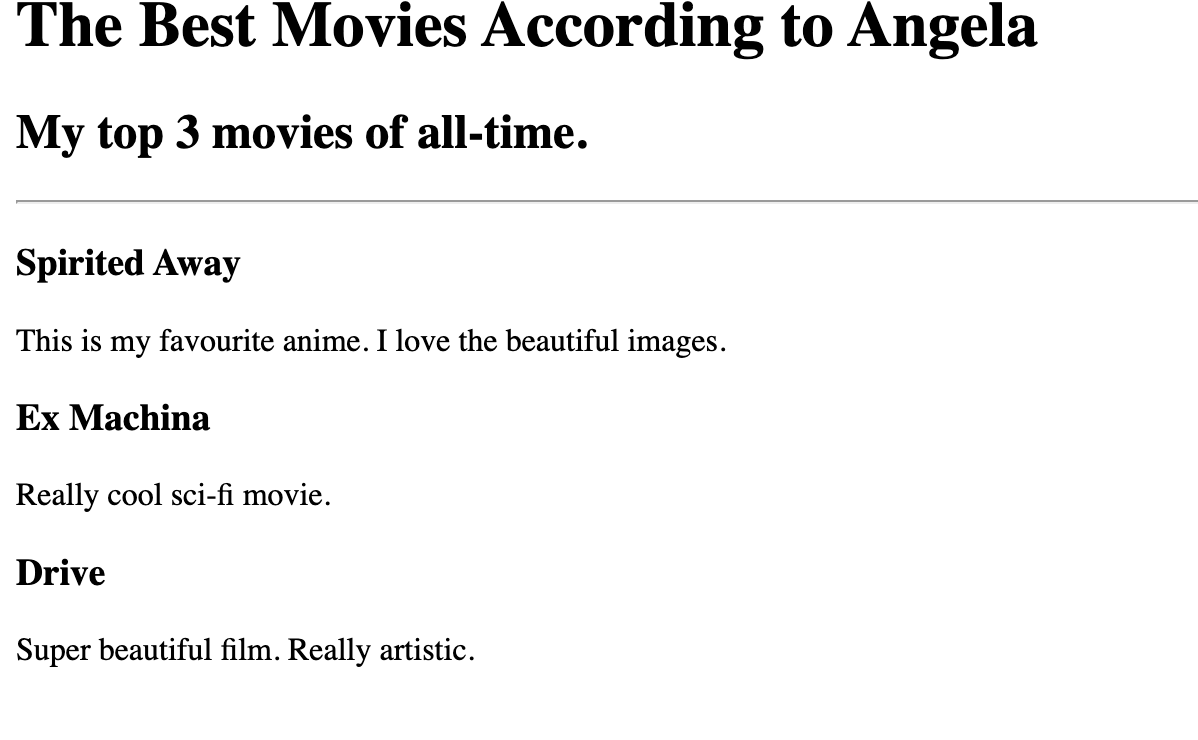 The Best Movies According to Angela
My top 3 movies of all-time.
Spirited Away
This is my favourite anime. I love the beautiful images.
Ex Machina
Really cool sci-fi movie.
Drive
Super beautiful film. Really artistic.